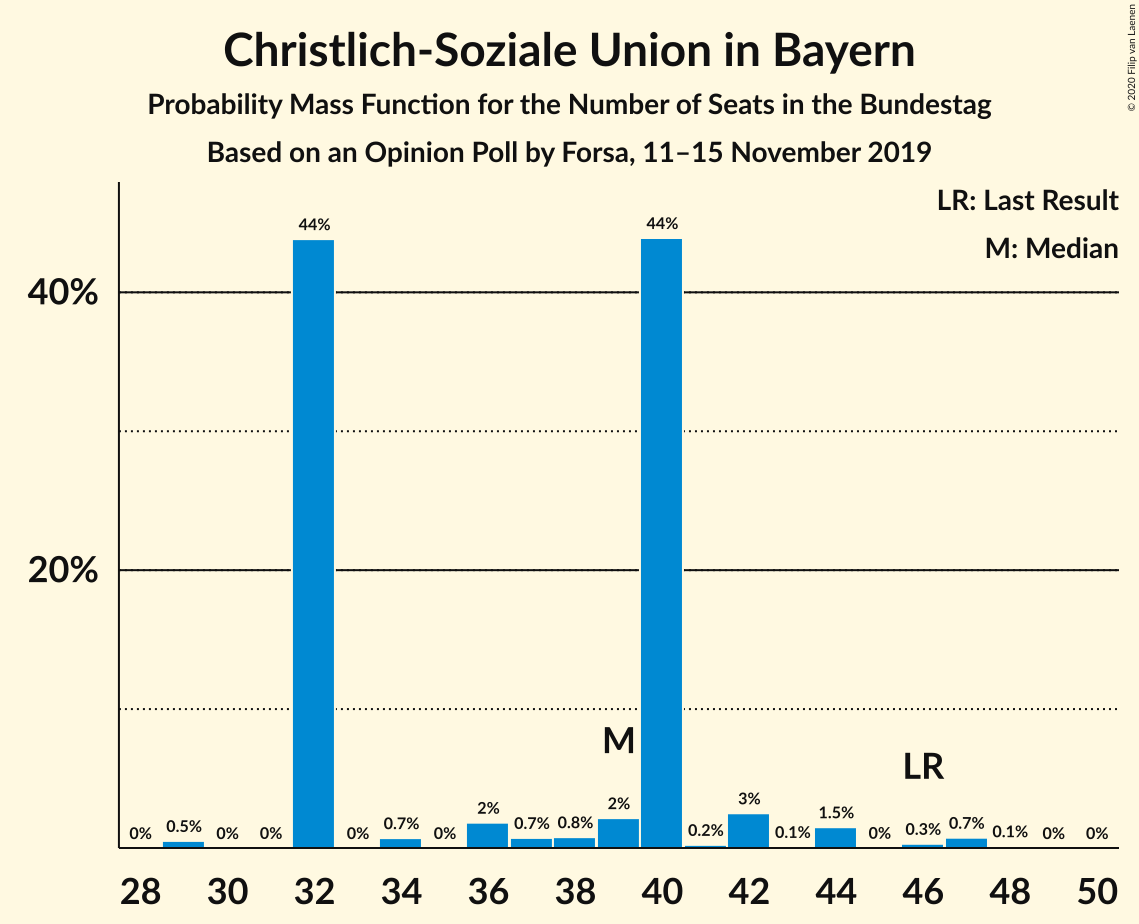 Christlich-Soziale Union in Bayern
Probability Mass Function for the Number of Seats in the Bundestag
Based on an Opinion Poll by Forsa, 11–15 November 2019
© 2020 Filip van Laenen
LR: Last Result
M: Median
40%
20%
0%
0.5%
0%
0%
44%
0%
0.7%
0%
2%
0.7%
0.8%
2%
44%
0.2%
3%
0.1%
1.5%
0%
0.3%
0.7%
0.1%
0%
0%
M
LR
28 30 32 34 36 38 40 42 44 46 48 50